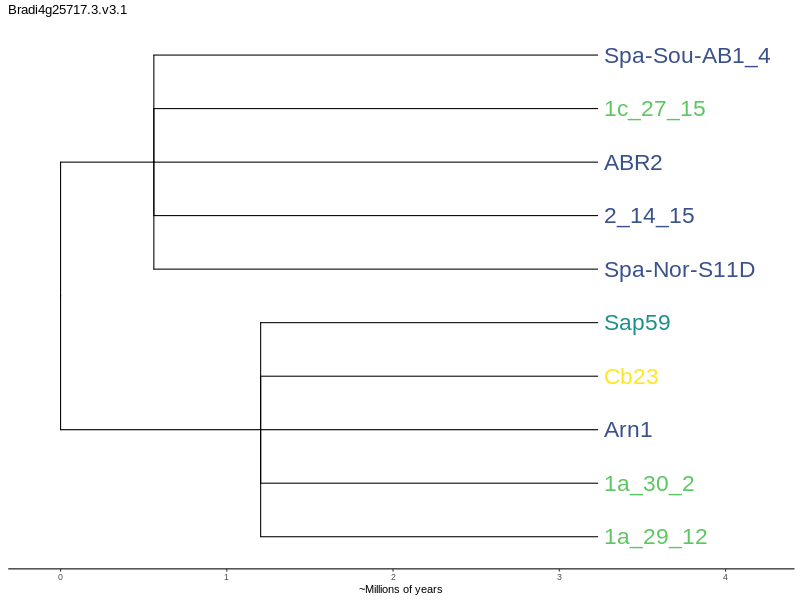 Bradi4g25717.3.v3.1
Spa-Sou-AB1_4
1c_27_15
ABR2
2_14_15
Spa-Nor-S11D
Sap59
Cb23
Arn1
1a_30_2
1a_29_12
0 1 2 3 4
~Millions of years